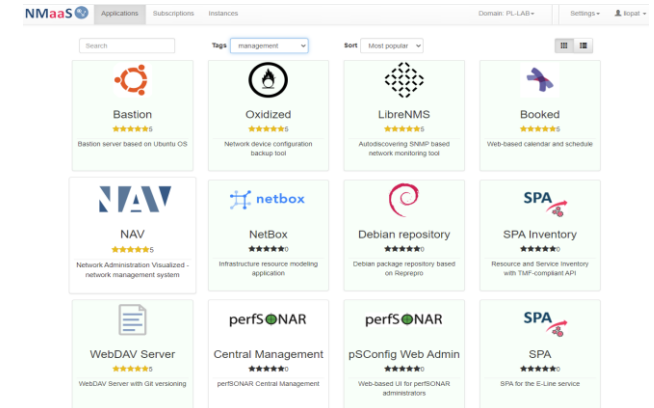 NMaaS Applications Subscriptions Instances Domain: PL-LAB Settings
Search Tags management Sort Most popular
Bastion Oxidized LibreNMS Booked
5 5 5 5
Bastion server based on Ubuntu OS
Network device configuration
backup tool
Autodiscovering SNMP based
network monitoring tool
Web-based calendar and schedule
NAV netbox SPA
NAV NetBox Debian repository SPA Inventory
5 0 0 0
Network Administration Visualized -
network management system
Infrastructure resource modeling
application
Debian package repository based
on Reprepro
Resource and Service Inventory
with TMF-compliant API
perfSONAR perfSONAR SPA
WebDAV Server Central Management pSConfig Web Admin SPA
5 0 0 0
WebDAV Server with Git versioning
perfSONAR Central Management
Web-based UI for perfSONAR
administrators
SPA for the E-Line service